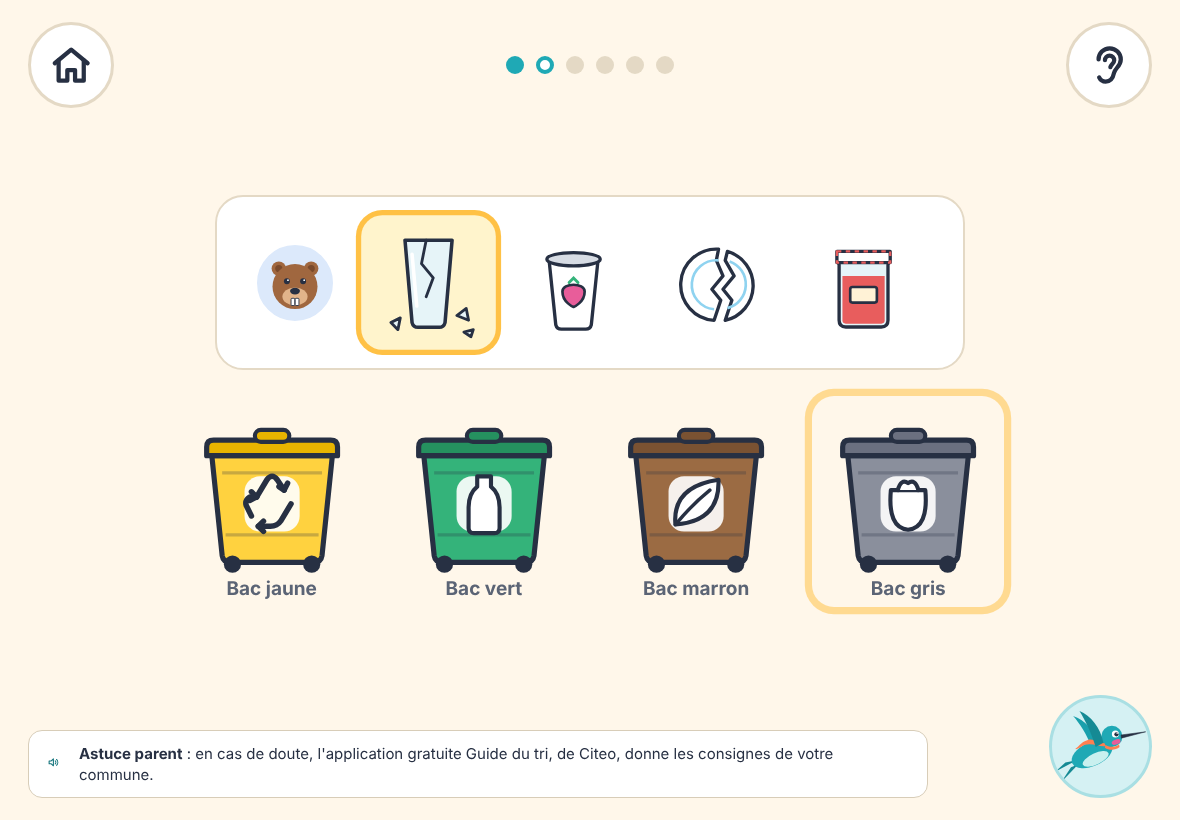 Bac jaune
Bac vert
Bac marron
Bac gris
Astuce parent : en cas de doute, l'application gratuite Guide du tri, de Citeo, donne les consignes de votre
commune.